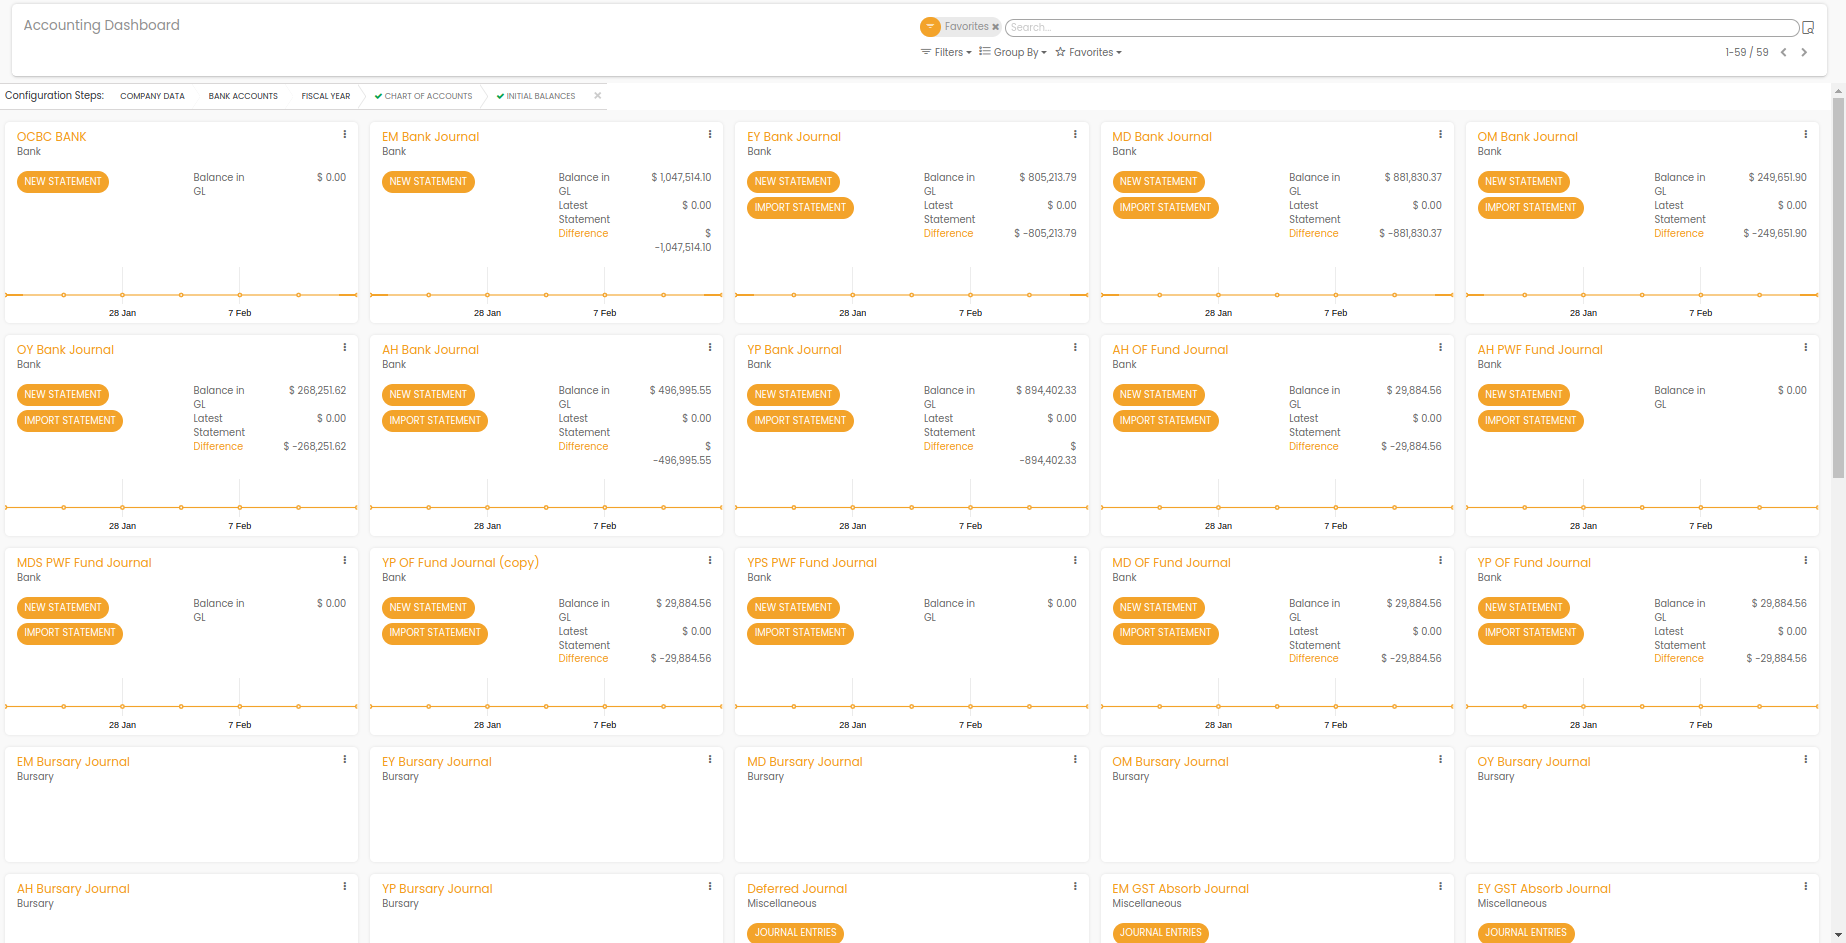 Accounting Dashboard
Favorites ✖
Search...
Filters
Group By
Favorites
1-59 / 59
Configuration Steps:
COMPANY DATA
BANK ACCOUNTS
FISCAL YEAR
CHART OF ACCOUNTS
INITIAL BALANCES
OCBC BANK
Bank
NEW STATEMENT
Balance in GL
$ 0.00
28 Jan
7 Feb
EM Bank Journal
Bank
NEW STATEMENT
Balance in GL
$ 1,047,514.10
Latest Statement
$ 0.00
Difference
$ -1,047,514.10
28 Jan
7 Feb
EY Bank Journal
Bank
NEW STATEMENT
IMPORT STATEMENT
Balance in GL
$ 805,213.79
Latest Statement
$ 0.00
Difference
$ -805,213.79
28 Jan
7 Feb
MD Bank Journal
Bank
NEW STATEMENT
IMPORT STATEMENT
Balance in GL
$ 881,830.37
Latest Statement
$ 0.00
Difference
$ -881,830.37
28 Jan
7 Feb
OM Bank Journal
Bank
NEW STATEMENT
IMPORT STATEMENT
Balance in GL
$ 249,651.90
Latest Statement
$ 0.00
Difference
$ -249,651.90
28 Jan
7 Feb
OY Bank Journal
Bank
NEW STATEMENT
IMPORT STATEMENT
Balance in GL
$ 268,251.62
Latest Statement
$ 0.00
Difference
$ -268,251.62
28 Jan
7 Feb
AH Bank Journal
Bank
NEW STATEMENT
IMPORT STATEMENT
Balance in GL
$ 496,995.55
Latest Statement
$ 0.00
Difference
$ -496,995.55
28 Jan
7 Feb
YP Bank Journal
Bank
NEW STATEMENT
IMPORT STATEMENT
Balance in GL
$ 894,402.33
Latest Statement
$ 0.00
Difference
$ -894,402.33
28 Jan
7 Feb
AH OF Fund Journal
Bank
NEW STATEMENT
IMPORT STATEMENT
Balance in GL
$ 29,884.56
Latest Statement
$ 0.00
Difference
$ -29,884.56
28 Jan
7 Feb
AH PWF Fund Journal
Bank
NEW STATEMENT
IMPORT STATEMENT
Balance in GL
$ 0.00
28 Jan
7 Feb
MDS PWF Fund Journal
Bank
NEW STATEMENT
IMPORT STATEMENT
Balance in GL
$ 0.00
28 Jan
7 Feb
YP OF Fund Journal (copy)
Bank
NEW STATEMENT
IMPORT STATEMENT
Balance in GL
$ 29,884.56
Latest Statement
$ 0.00
Difference
$ -29,884.56
28 Jan
7 Feb
YPS PWF Fund Journal
Bank
NEW STATEMENT
IMPORT STATEMENT
Balance in GL
$ 0.00
28 Jan
7 Feb
MD OF Fund Journal
Bank
NEW STATEMENT
IMPORT STATEMENT
Balance in GL
$ 29,884.56
Latest Statement
$ 0.00
Difference
$ -29,884.56
28 Jan
7 Feb
YP OF Fund Journal
Bank
NEW STATEMENT
IMPORT STATEMENT
Balance in GL
$ 29,884.56
Latest Statement
$ 0.00
Difference
$ -29,884.56
28 Jan
7 Feb
EM Bursary Journal
Bursary
EY Bursary Journal
Bursary
MD Bursary Journal
Bursary
OM Bursary Journal
Bursary
OY Bursary Journal
Bursary
AH Bursary Journal
Bursary
YP Bursary Journal
Bursary
Deferred Journal
Miscellaneous
JOURNAL ENTRIES
EM GST Absorb Journal
Miscellaneous
JOURNAL ENTRIES
EY GST Absorb Journal
Miscellaneous
JOURNAL ENTRIES